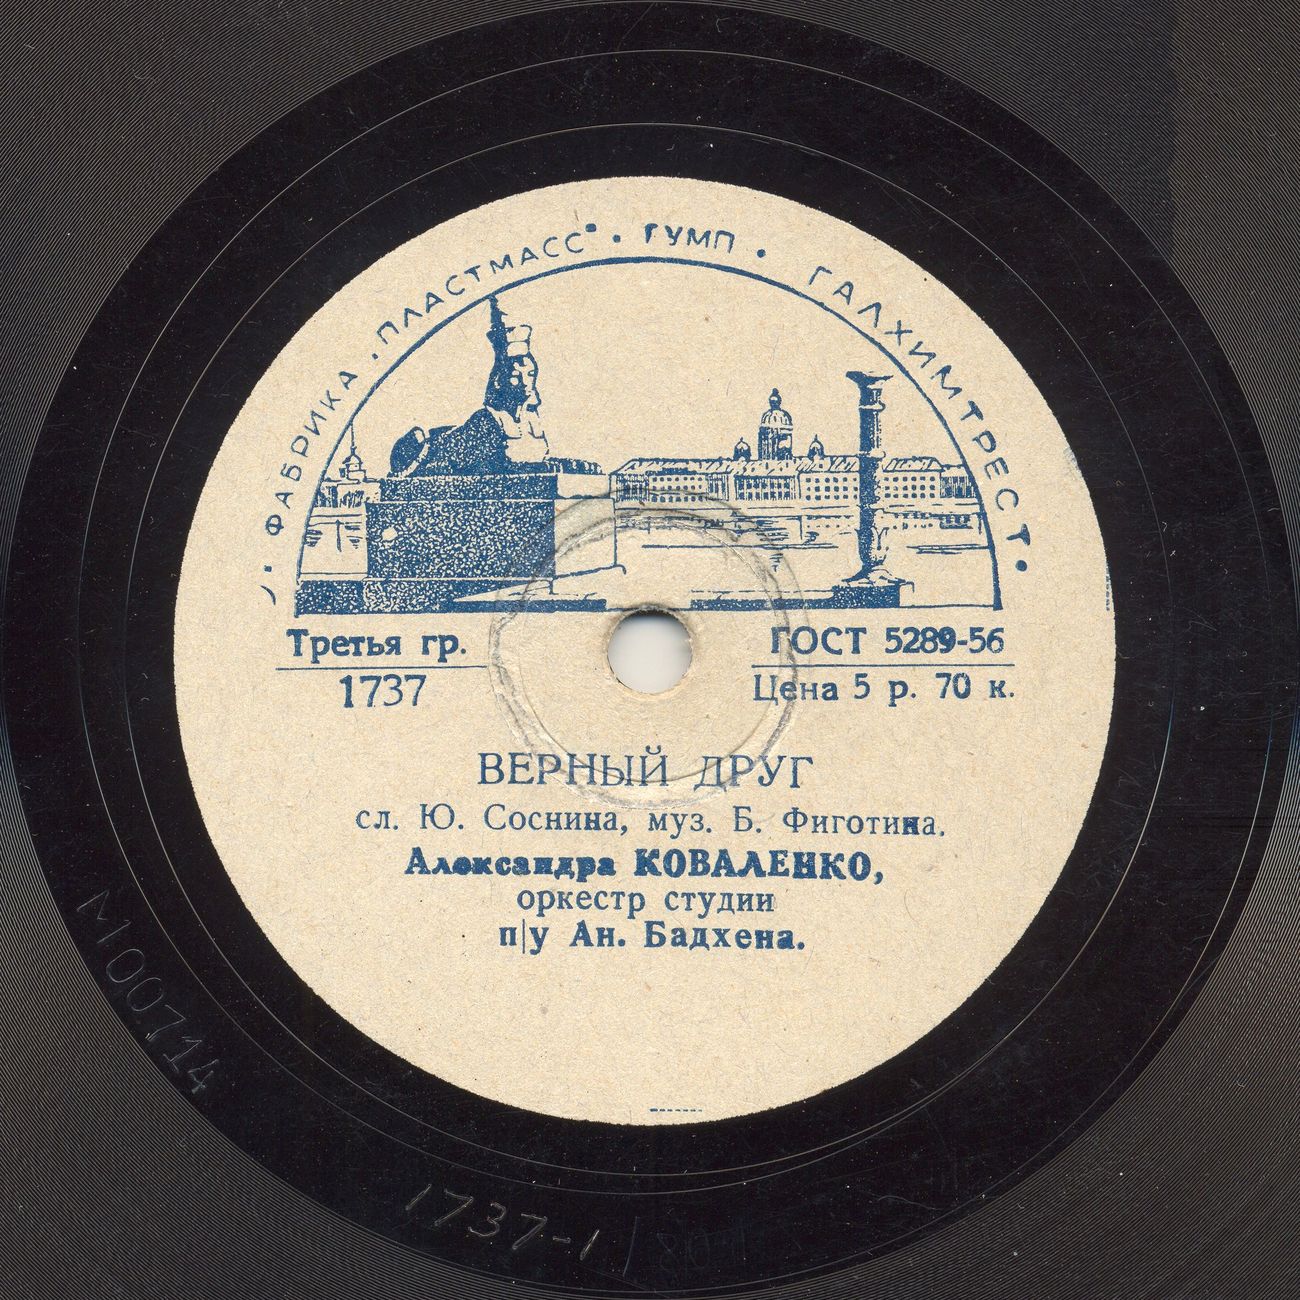 ФАБРИКА „ПЛАСТМАСС" • ГУМП • ГАЛХИМТРЕСТ •
Третья гр.
1737
ГОСТ 5289-56
Цена 5 р. 70 к.
ВЕРНЫЙ ДРУГ
сл. Ю. Соснина, муз. Б. Фиготина.
Александра КОВАЛЕНКО,
оркестр студии
п/у Ан. Бадхена.
М100714
1737-1/